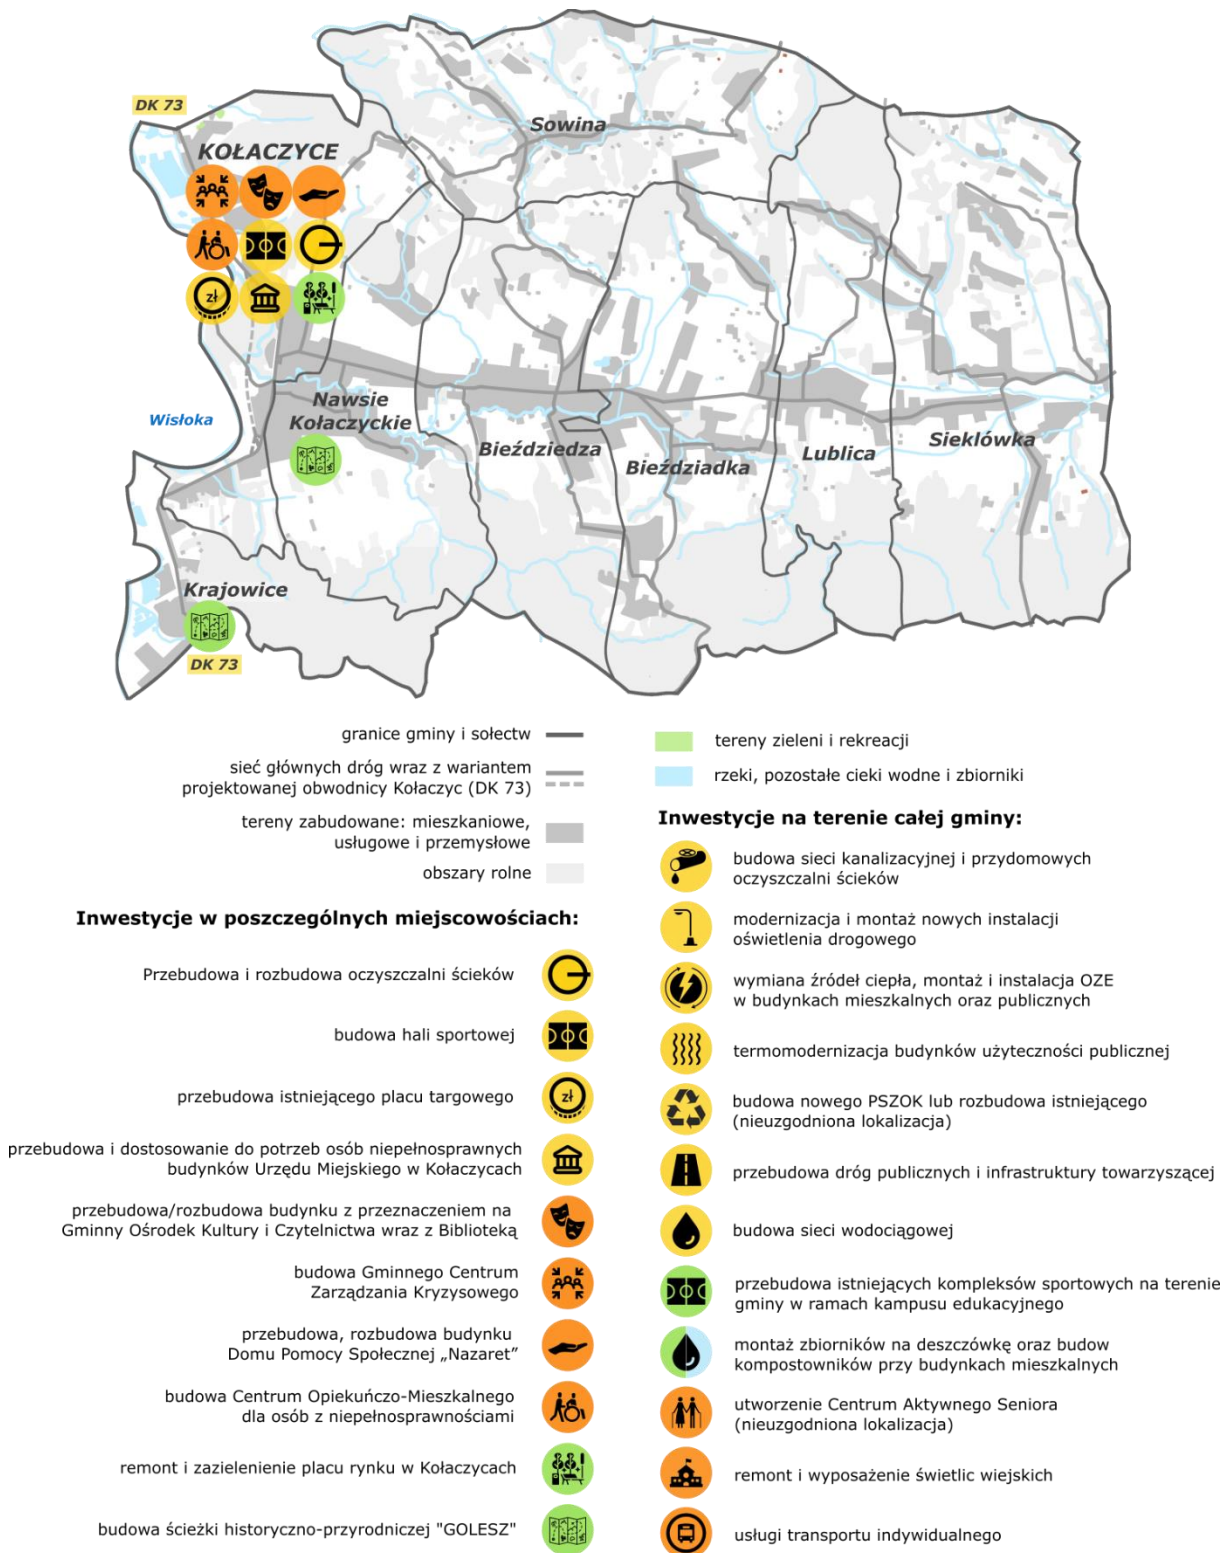 DK 73
KOŁACZYCE
Sowina
zł
Wisłoka
Nawsie
Kołaczyckie
Bieździedza
Bieździadka
Lublica
Sieklówka
Krajowice
DK 73
granice gminy i sołectw
sieć głównych dróg wraz z wariantem
projektowanej obwodnicy Kołaczyc (DK 73)
tereny zabudowane: mieszkaniowe,
usługowe i przemysłowe
obszary rolne
tereny zieleni i rekreacji
rzeki, pozostałe cieki wodne i zbiorniki
Inwestycje w poszczególnych miejscowościach:
Przebudowa i rozbudowa oczyszczalni ścieków
budowa hali sportowej
przebudowa istniejącego placu targowego
zł
przebudowa i dostosowanie do potrzeb osób niepełnosprawnych
budynków Urzędu Miejskiego w Kołaczycach
przebudowa/rozbudowa budynku z przeznaczeniem na
Gminny Ośrodek Kultury i Czytelnictwa wraz z Biblioteką
budowa Gminnego Centrum
Zarządzania Kryzysowego
przebudowa, rozbudowa budynku
Domu Pomocy Społecznej „Nazaret”
budowa Centrum Opiekuńczo-Mieszkalnego
dla osób z niepełnosprawnościami
remont i zazielenienie placu rynku w Kołaczycach
budowa ścieżki historyczno-przyrodniczej "GOLESZ"
Inwestycje na terenie całej gminy:
budowa sieci kanalizacyjnej i przydomowych
oczyszczalni ścieków
modernizacja i montaż nowych instalacji
oświetlenia drogowego
wymiana źródeł ciepła, montaż i instalacja OZE
w budynkach mieszkalnych oraz publicznych
termomodernizacja budynków użyteczności publicznej
budowa nowego PSZOK lub rozbudowa istniejącego
(nieuzgodniona lokalizacja)
przebudowa dróg publicznych i infrastruktury towarzyszącej
budowa sieci wodociągowej
przebudowa istniejących kompleksów sportowych na terenie
gminy w ramach kampusu edukacyjnego
montaż zbiorników na deszczówkę oraz budow
kompostowników przy budynkach mieszkalnych
utworzenie Centrum Aktywnego Seniora
(nieuzgodniona lokalizacja)
remont i wyposażenie świetlic wiejskich
usługi transportu indywidualnego